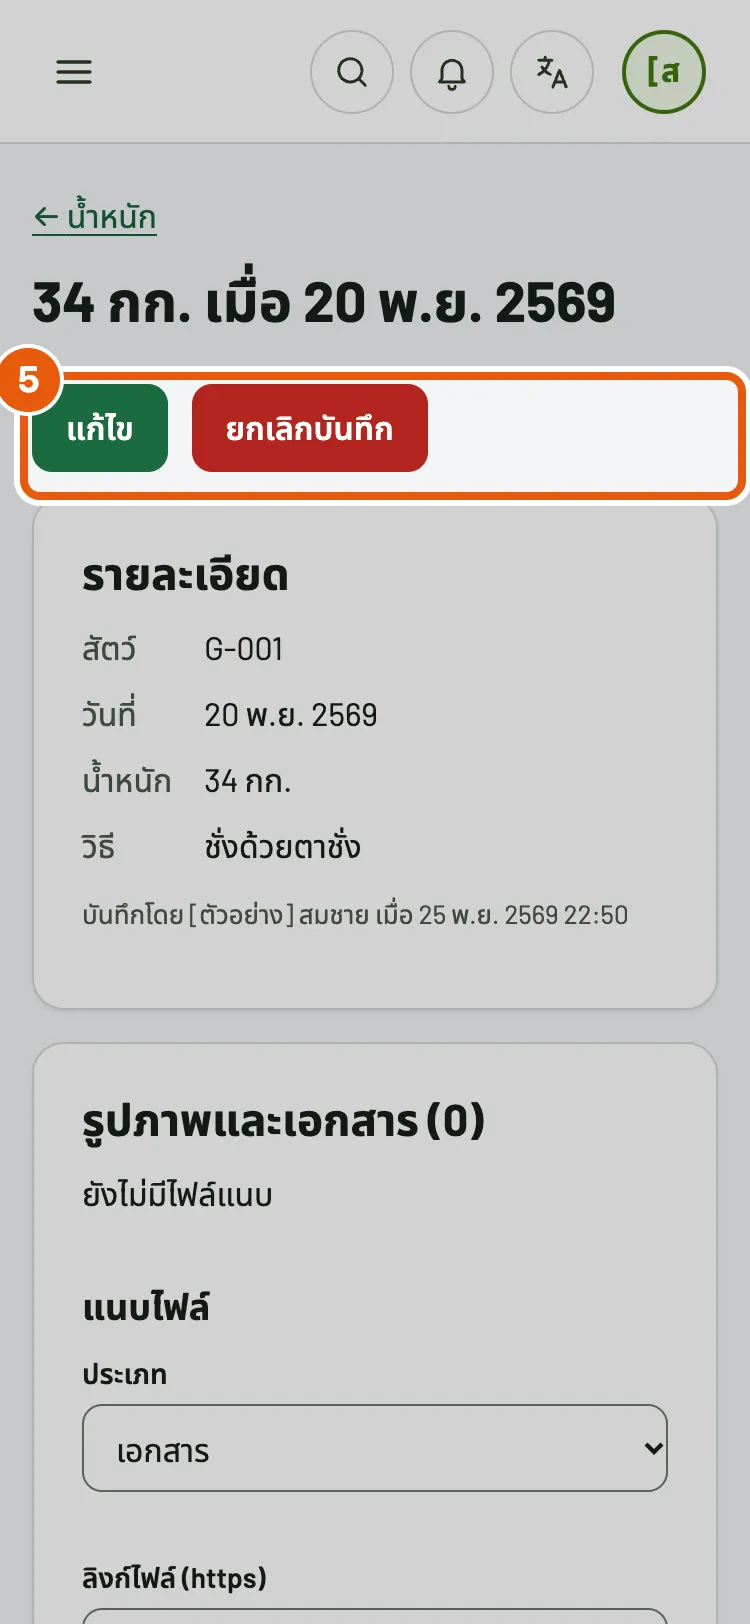 文A
[ส
← น้ำหนัก
34 กก. เมื่อ 20 พ.ย. 2569
5
แก้ไข
ยกเลิกบันทึก
รายละเอียด
สัตว์ G-001
วันที่ 20 พ.ย. 2569
น้ำหนัก 34 กก.
วิธี ชั่งด้วยตาชั่ง
บันทึกโดย [ตัวอย่าง] สมชาย เมื่อ 25 พ.ย. 2569 22:50
รูปภาพและเอกสาร (0)
ยังไม่มีไฟล์แนบ
แนบไฟล์
ประเภท
เอกสาร
ลิงก์ไฟล์ (https)